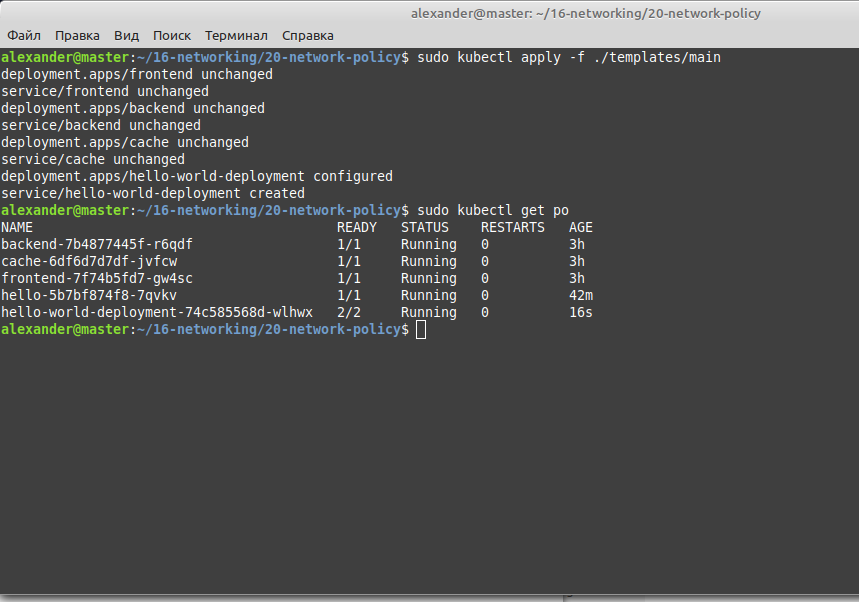 alexander@master: ~/16-networking/20-network-policy
Файл Правка Вид Поиск Терминал Справка
alexander@master:~/16-networking/20-network-policy$ sudo kubectl apply -f ./templates/main
deployment.apps/frontend unchanged
service/frontend unchanged
deployment.apps/backend unchanged
service/backend unchanged
deployment.apps/cache unchanged
service/cache unchanged
deployment.apps/hello-world-deployment configured
service/hello-world-deployment created
alexander@master:~/16-networking/20-network-policy$ sudo kubectl get po
NAME READY STATUS RESTARTS AGE
backend-7b4877445f-r6qdf 1/1 Running 0 3h
cache-6df6d7d7df-jvfcw 1/1 Running 0 3h
frontend-7f74b5fd7-gw4sc 1/1 Running 0 3h
hello-5b7bf874f8-7qvkv 1/1 Running 0 42m
hello-world-deployment-74c585568d-wlhwx 2/2 Running 0 16s
alexander@master:~/16-networking/20-network-policy$